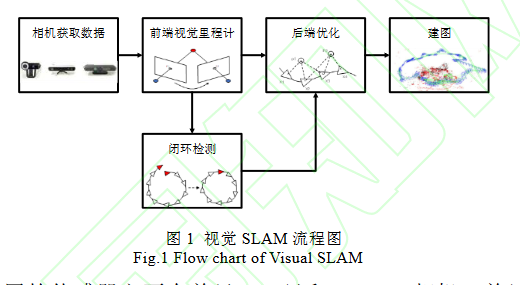 相机获取数据
前端视觉里程计
后端优化
建图
闭环检测
图 1 视觉 SLAM 流程图
Fig.1 Flow chart of Visual SLAM